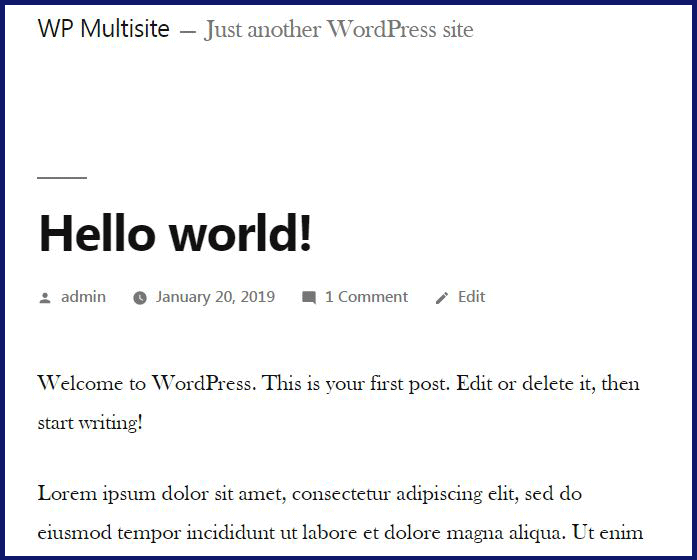 WP Multisite — Just another WordPress site
Hello world!
admin January 20, 2019 1 Comment Edit
Welcome to WordPress. This is your first post. Edit or delete it, then
start writing!
Lorem ipsum dolor sit amet, consectetur adipiscing elit, sed do
eiusmod tempor incididunt ut labore et dolore magna aliqua. Ut enim